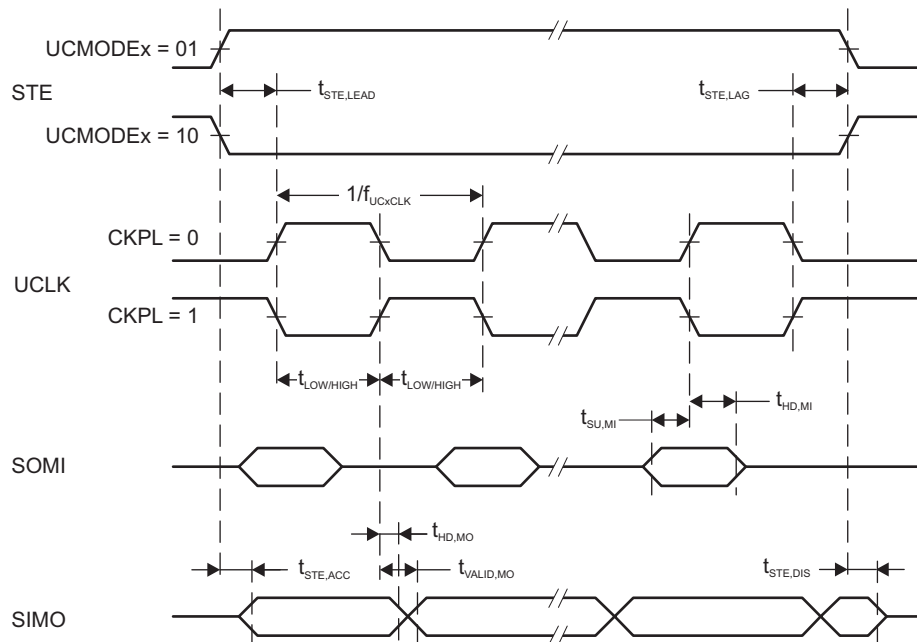 UCMODEx = 01
STE
t_STE,LEAD
t_STE,LAG
UCMODEx = 10
1/f_UCxCLK
CKPL = 0
UCLK
CKPL = 1
t_LOW/HIGH t_LOW/HIGH
t_SU,MI
t_HD,MI
SOMI
t_HD,MO
t_STE,ACC
t_VALID,MO
t_STE,DIS
SIMO